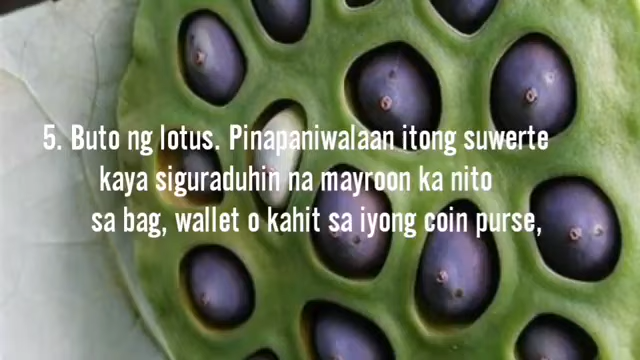 5. Buto ng lotus. Pinapaniwalaan itong suwerte
kaya siguraduhin na mayroon ka nito
sa bag, wallet o kahit sa iyong coin purse,